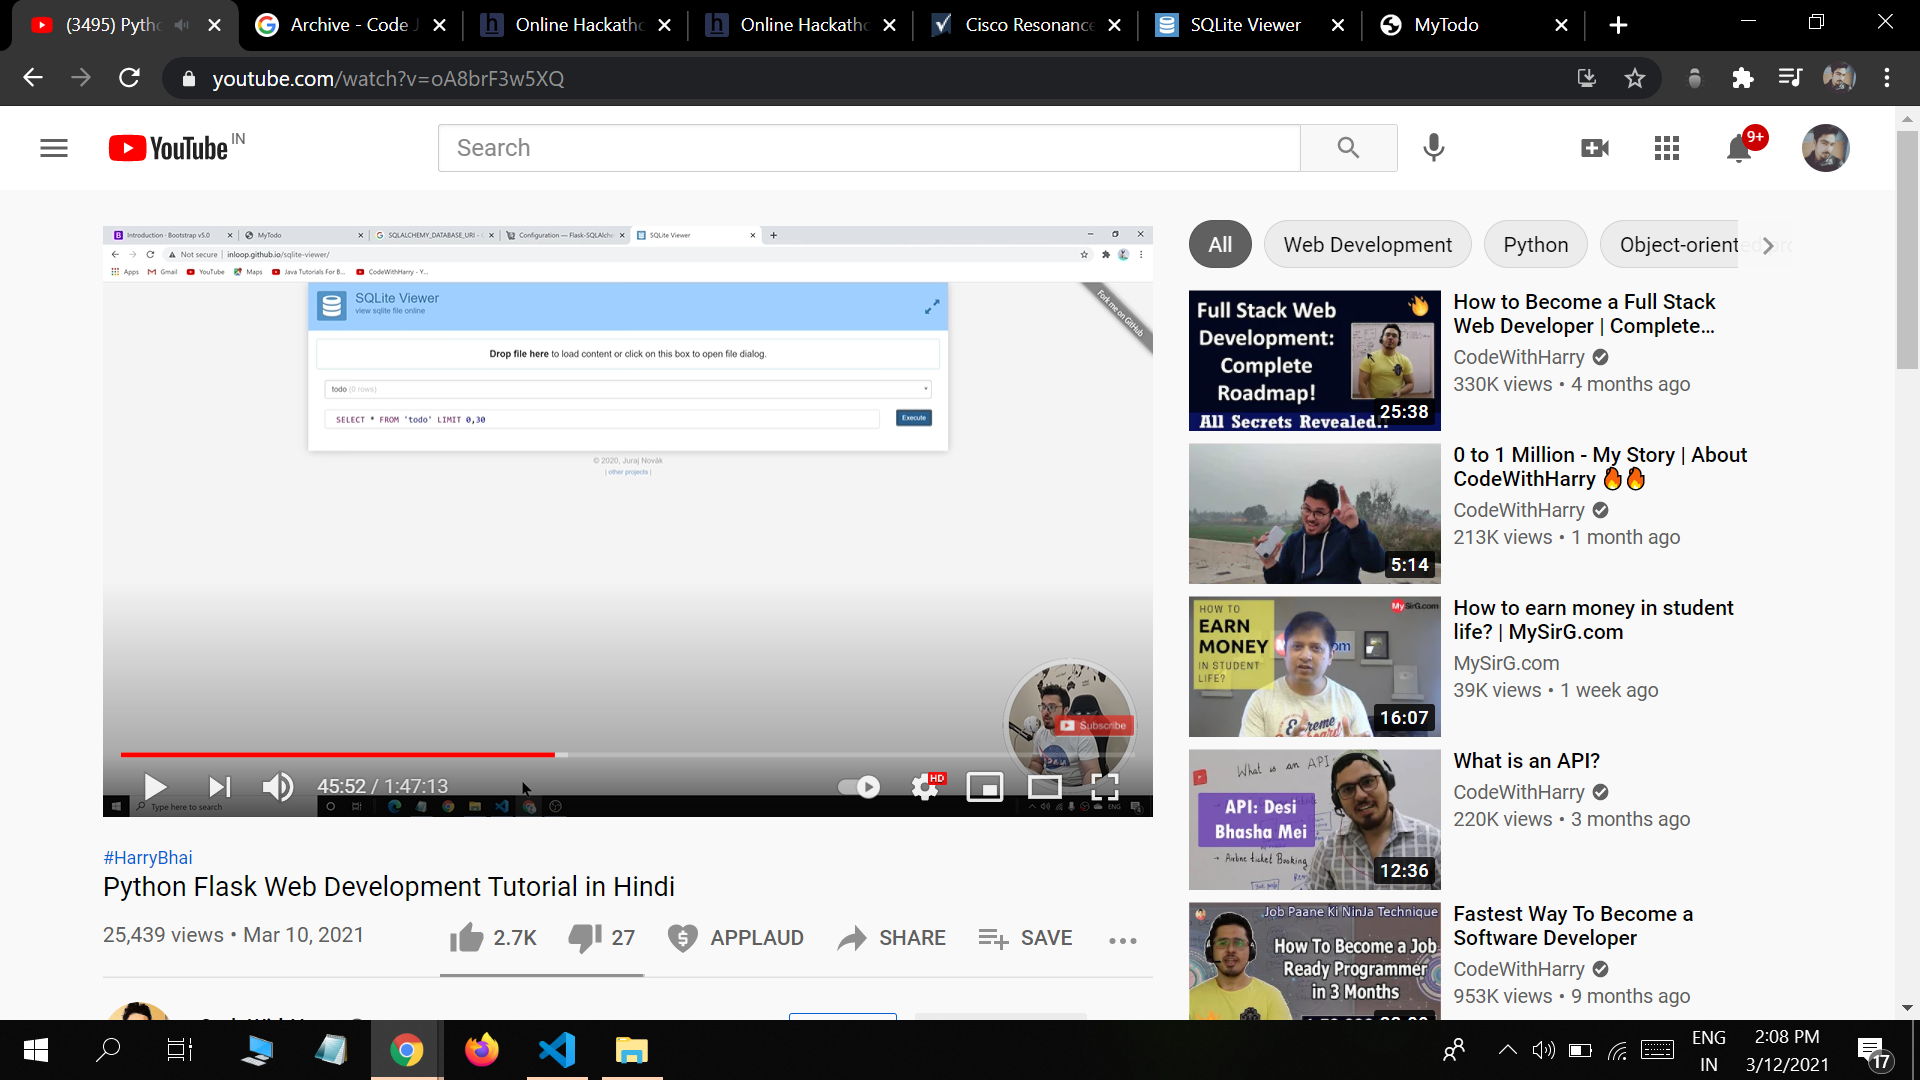 (3495) Pyth
Archive - Code J
Online Hackatho
Online Hackatho
Cisco Resonance
SQLite Viewer
MyTodo
youtube.com/watch?v=oA8brF3w5XQ
YouTube IN
Search
9+
Introduction · Bootstrap v5.0
MyTodo
SQLALCHEMY_DATABASE_URI -
Configuration — Flask-SQLAlche
SQLite Viewer
Not secure | inloop.github.io/sqlite-viewer/
Apps
Gmail
YouTube
Maps
Java Tutorials For B...
CodeWithHarry - Y...
SQLite Viewer
view sqlite file online
Fork me on GitHub
Drop file here to load content or click on this box to open file dialog.
todo (0 rows)
SELECT * FROM 'todo' LIMIT 0,30
Execute
© 2020, Juraj Novák
| other projects |
Subscribe
45:52 / 1:47:13
HD
Type here to search
ENG
#HarryBhai
Python Flask Web Development Tutorial in Hindi
25,439 views • Mar 10, 2021
2.7K
27
APPLAUD
SHARE
SAVE
All
Web Development
Python
Object-oriented
Full Stack Web
Development:
Complete
Roadmap!
All Secrets Revealed!!
25:38
How to Become a Full Stack
Web Developer | Complete...
CodeWithHarry
330K views • 4 months ago
5:14
0 to 1 Million - My Story | About
CodeWithHarry 🔥🔥
CodeWithHarry
213K views • 1 month ago
HOW TO
EARN
MONEY
IN STUDENT
LIFE?
MySirG.com
16:07
How to earn money in student
life? | MySirG.com
MySirG.com
39K views • 1 week ago
What is an API?
API: Desi
Bhasha Mei
→ Airline ticket Booking
12:36
What is an API?
CodeWithHarry
220K views • 3 months ago
Job Paane Ki NinJa Technique
How To Become a Job
Ready Programmer
in 3 Months
Fastest Way To Become a
Software Developer
CodeWithHarry
953K views • 9 months ago
ENG
IN
2:08 PM
3/12/2021
17